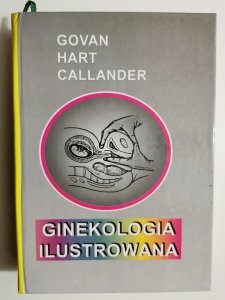 GOVAN
HART
CALLANDER
GINEKOLOGIA
ILUSTROWANA